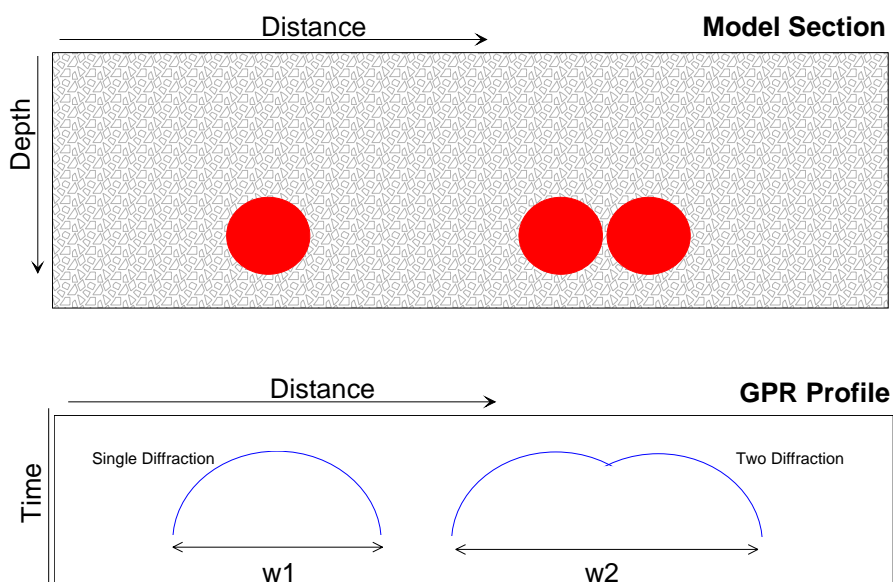 Distance
Model Section
Depth
Distance
GPR Profile
Time
Single Diffraction
Two Diffraction
w1
w2